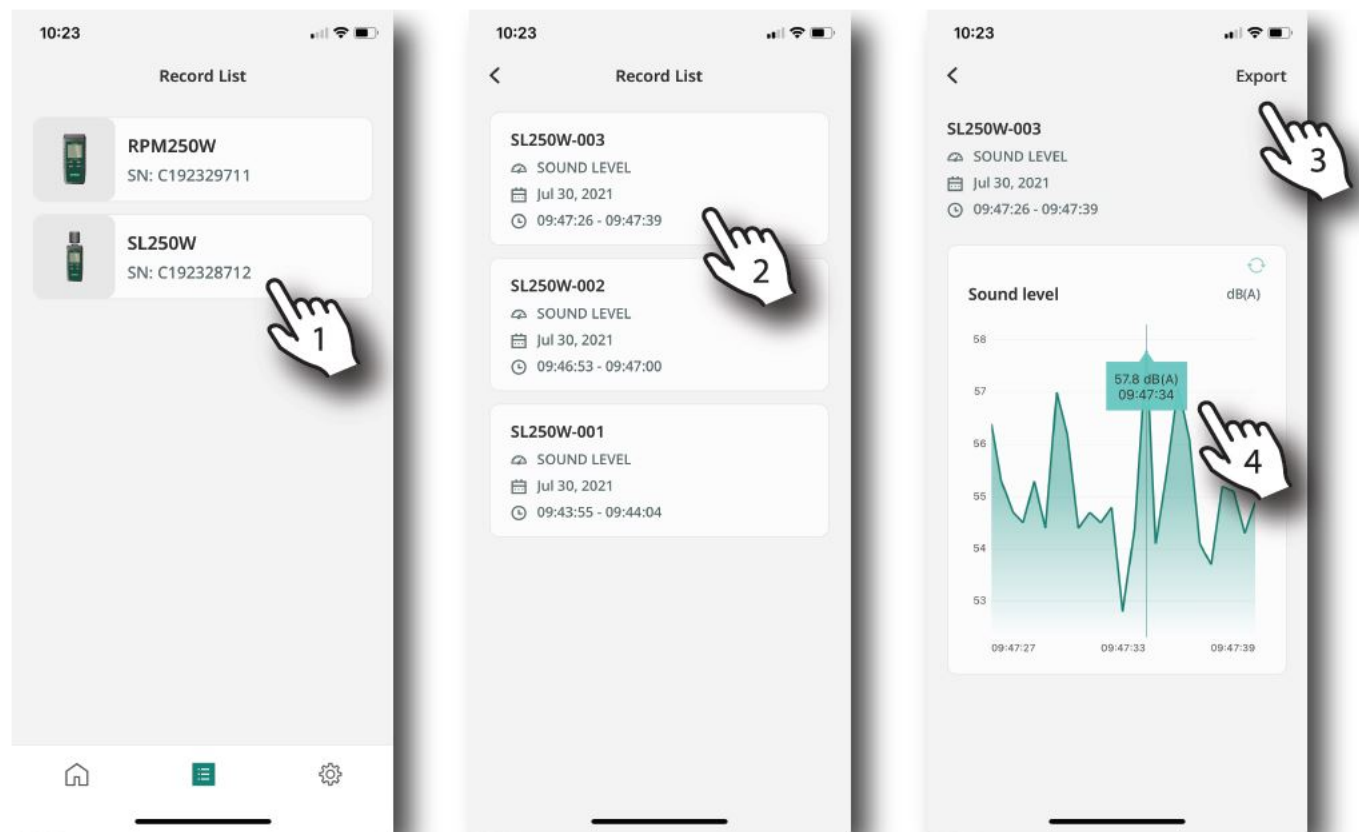 10:23
Record List
RPM250W
SN: C192329711
SL250W
SN: C192328712
1
10:23
Record List
SL250W-003
SOUND LEVEL
Jul 30, 2021
09:47:26 - 09:47:39
2
SL250W-002
SOUND LEVEL
Jul 30, 2021
09:46:53 - 09:47:00
SL250W-001
SOUND LEVEL
Jul 30, 2021
09:43:55 - 09:44:04
10:23
Export
3
SL250W-003
SOUND LEVEL
Jul 30, 2021
09:47:26 - 09:47:39
Sound level dB(A)
58
57.8 dB(A)
09:47:34
57
56
4
55
54
53
09:47:27 09:47:33 09:47:39